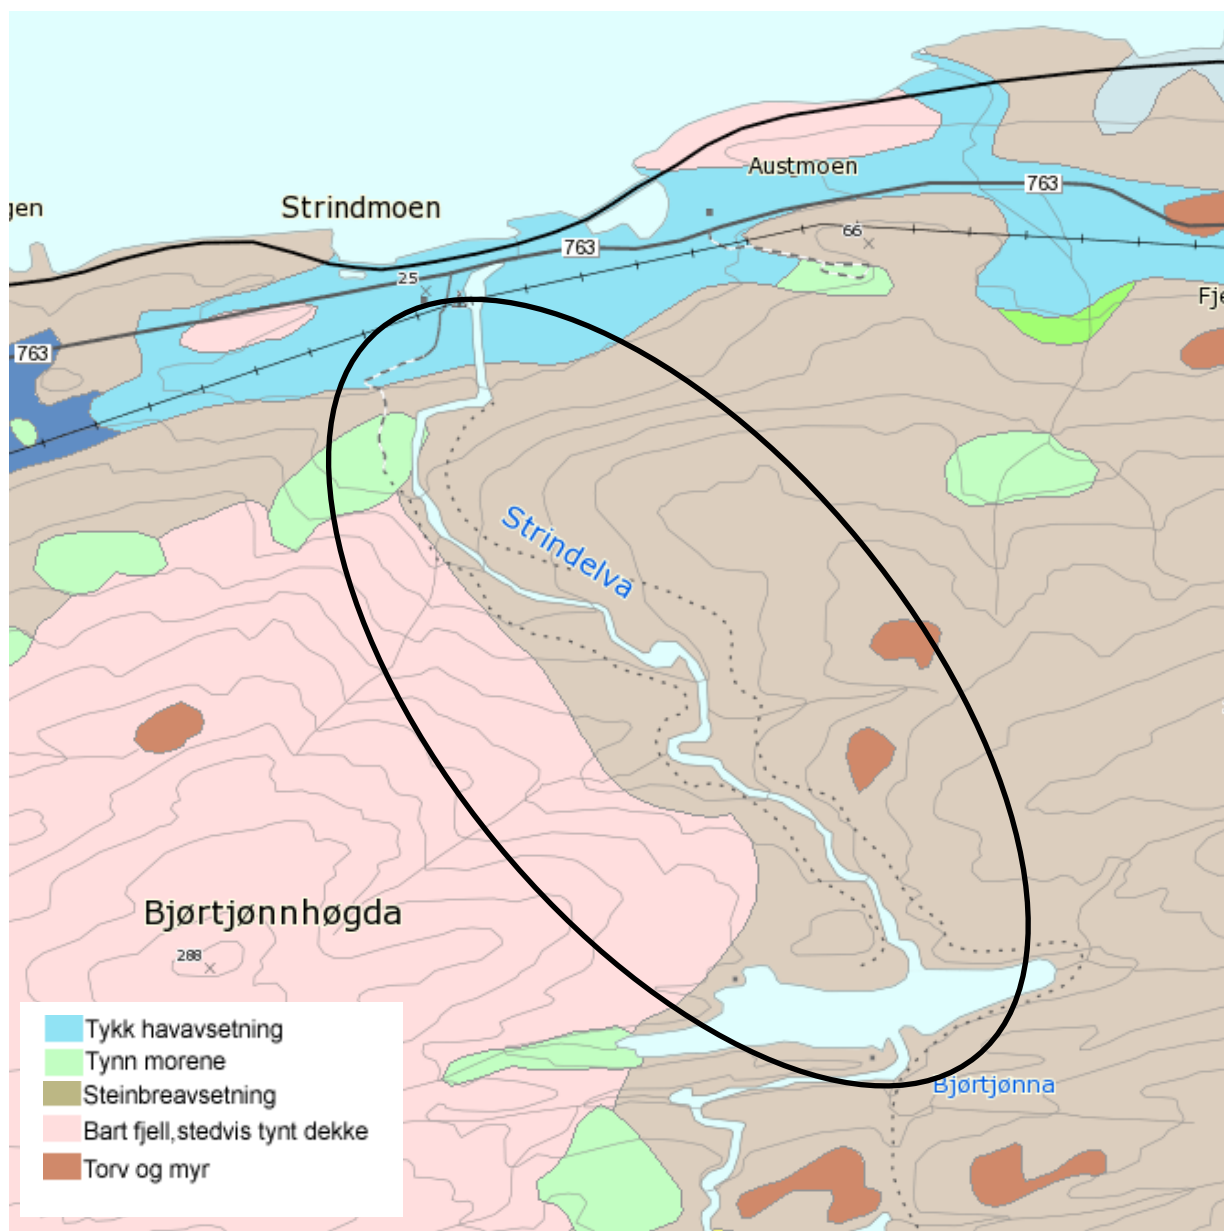 Austmoen
763
gen
Strindmoen
763
66
25
Fje
763
Strindelva
Bjørtjønnhøgda
288
Tykk havavsetning
Tynn morene
Steinbreavsetning
Bart fjell,stedvis tynt dekke
Torv og myr
Bjørtjønna